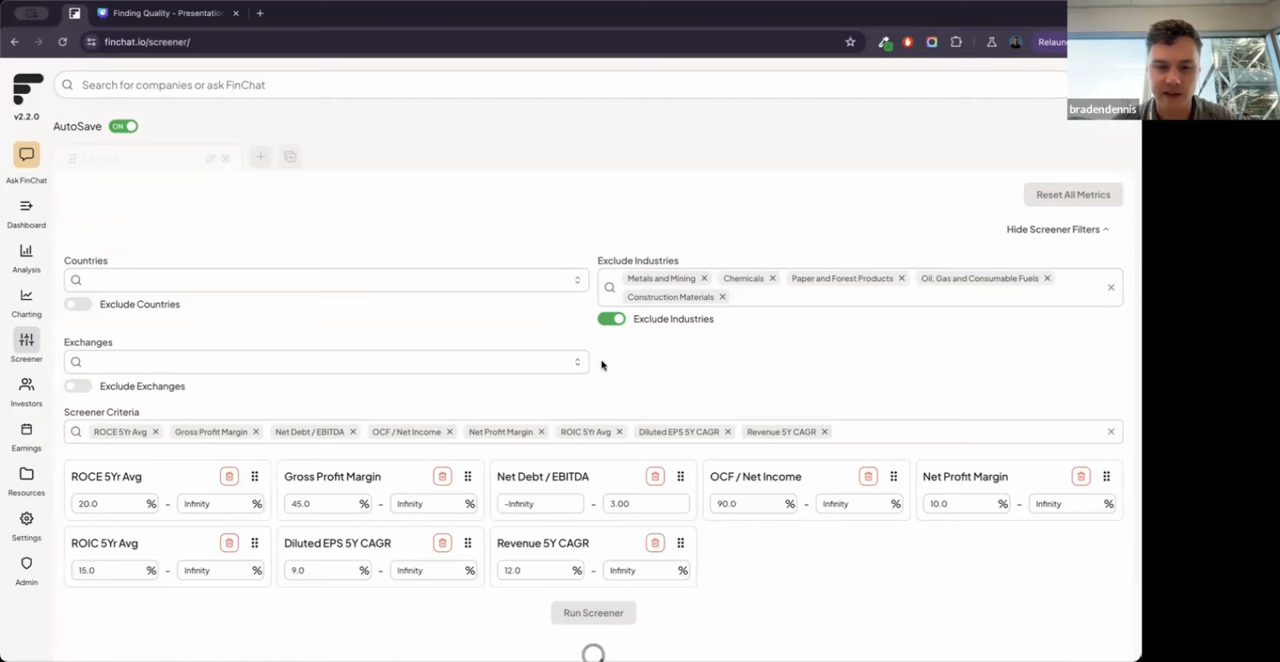 Finding Quality - Presentation
finchat.io/screener/
Relaun
Search for companies or ask FinChat
v2.2.0
AutoSave ON
bradendennis
Ask FinChat
Dashboard
Analysis
Charting
Screener
Investors
Earnings
Resources
Settings
Admin
Reset All Metrics
Hide Screener Filters
Countries
Exclude Countries
Exclude Industries
Metals and Mining Chemicals Paper and Forest Products Oil, Gas and Consumable Fuels
Construction Materials
Exclude Industries
Exchanges
Exclude Exchanges
Screener Criteria
ROCE 5Yr Avg Gross Profit Margin Net Debt / EBITDA OCF / Net Income Net Profit Margin ROIC 5Yr Avg Diluted EPS 5Y CAGR Revenue 5Y CAGR
ROCE 5Yr Avg
20.0 % - Infinity %
Gross Profit Margin
45.0 % - Infinity %
Net Debt / EBITDA
-Infinity - 3.00
OCF / Net Income
90.0 % - Infinity %
Net Profit Margin
10.0 % - Infinity %
ROIC 5Yr Avg
15.0 % - Infinity %
Diluted EPS 5Y CAGR
9.0 % - Infinity %
Revenue 5Y CAGR
12.0 % - Infinity %
Run Screener